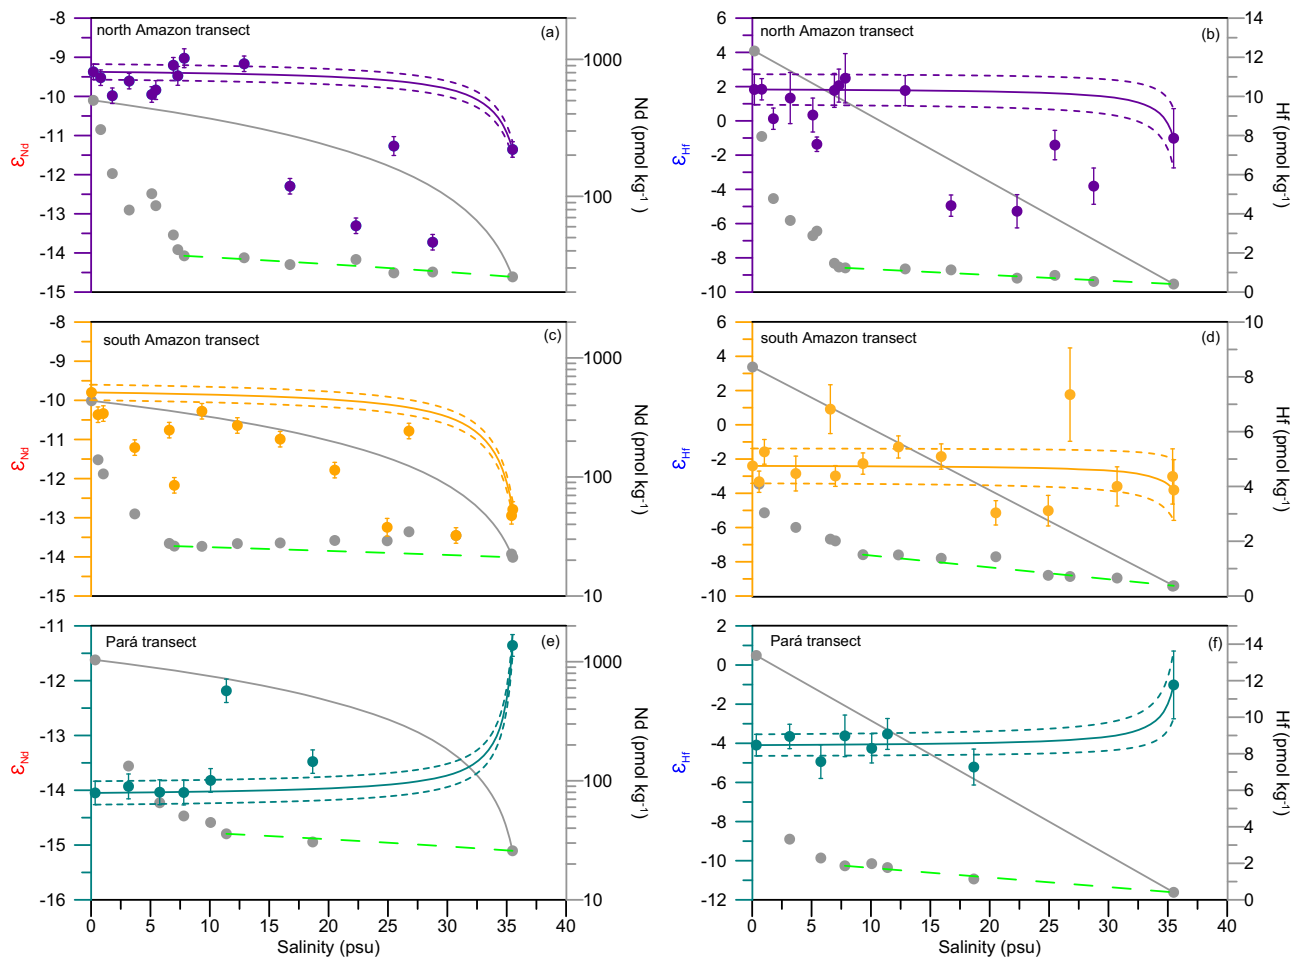 north Amazon transect
(a)
-8
-9
-10
-11
-12
-13
-14
-15
εNd
1000
100
Nd (pmol kg-1)
north Amazon transect
(b)
6
4
2
0
-2
-4
-6
-8
-10
εHf
14
12
10
8
6
4
2
0
Hf (pmol kg-1)
south Amazon transect
(c)
-8
-9
-10
-11
-12
-13
-14
-15
εNd
1000
100
10
Nd (pmol kg-1)
south Amazon transect
(d)
6
4
2
0
-2
-4
-6
-8
-10
εHf
10
8
6
4
2
0
Hf (pmol kg-1)
Pará transect
(e)
-11
-12
-13
-14
-15
-16
εNd
1000
100
10
Nd (pmol kg-1)
0 5 10 15 20 25 30 35 40
Salinity (psu)
Pará transect
(f)
2
0
-2
-4
-6
-8
-10
-12
εHf
14
12
10
8
6
4
2
0
Hf (pmol kg-1)
0 5 10 15 20 25 30 35 40
Salinity (psu)